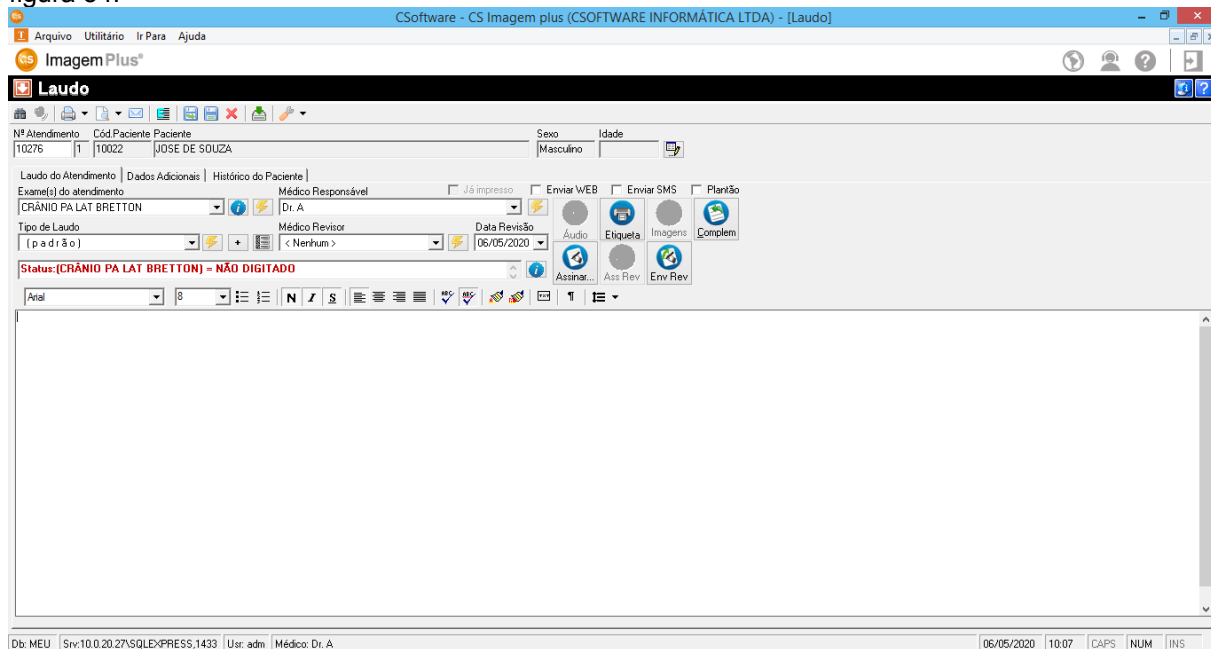 CSoftware - CS Imagem plus (CSOFTWARE INFORMÁTICA LTDA) - [Laudo]
Arquivo Utilitário Ir Para Ajuda
cs Imagem Plus®
Laudo
Nº Atendimento Cód.Paciente Paciente Sexo Idade
10276 1 10022 JOSE DE SOUZA Masculino
Laudo do Atendimento Dados Adicionais Histórico do Paciente
Exame(s) do atendimento Médico Responsável Já impresso Enviar WEB Enviar SMS Plantão
CRÂNIO PA LAT BRETTON Dr. A
Tipo de Laudo Médico Revisor Data Revisão Áudio Etiqueta Imagens Complem
(padrão) + < Nenhum > 06/05/2020
Status:(CRÂNIO PA LAT BRETTON) = NÃO DIGITADO Assinar... Ass Rev Env Rev
Arial 8 N I S
Db: MEU Srv:10.0.20.27\SQLEXPRESS,1433 Usr: adm Médico: Dr. A 06/05/2020 10:07 CAPS NUM INS